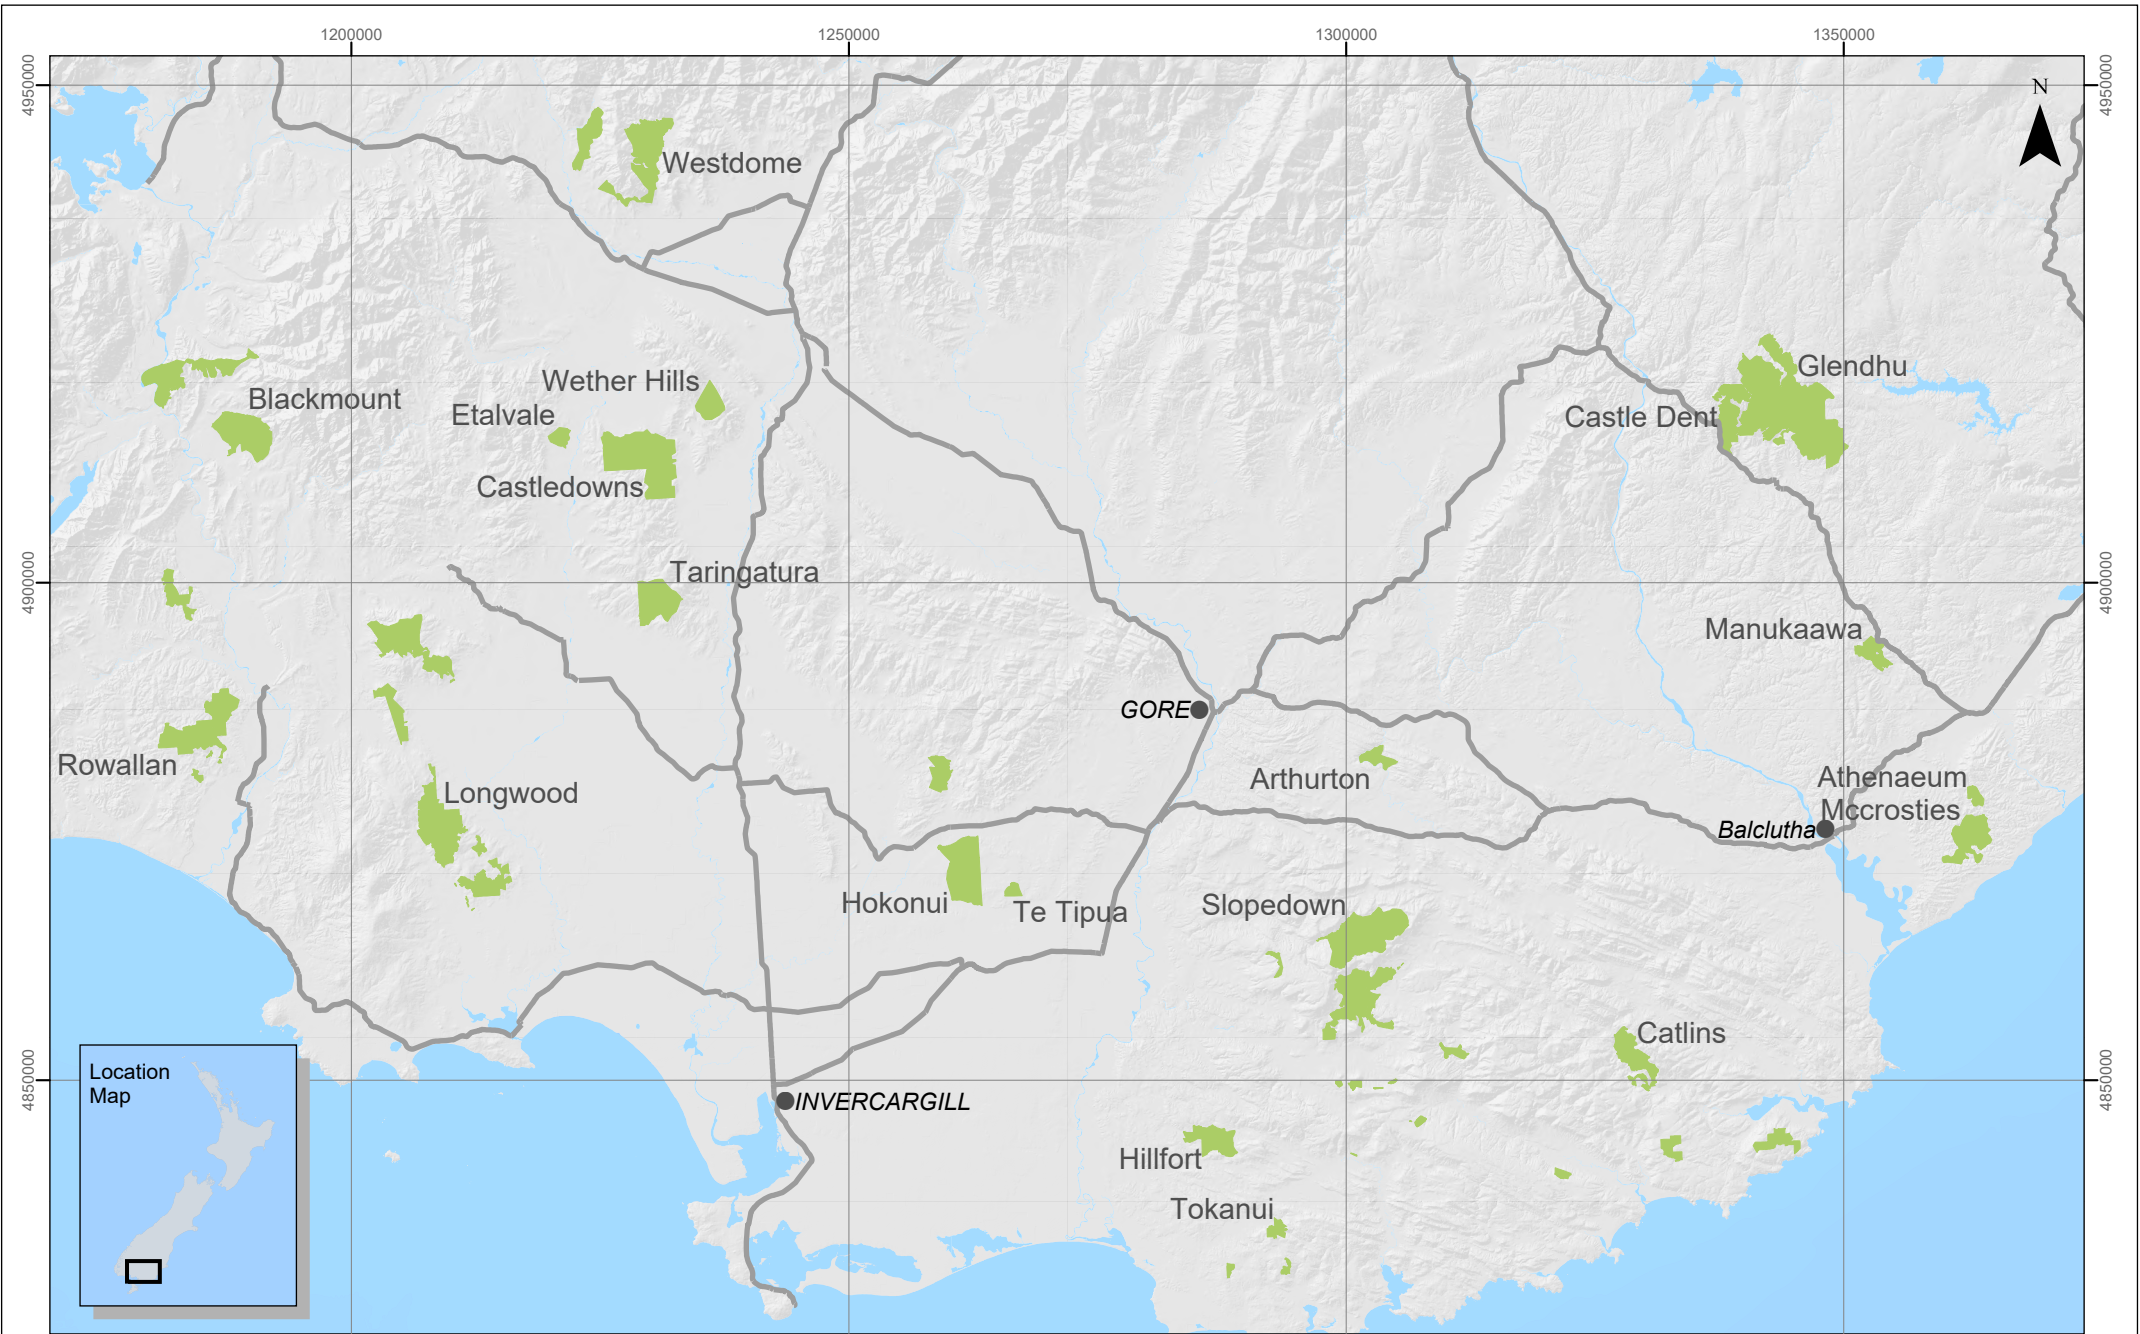 1200000
1250000
1300000
1350000
4950000
4950000
N
Westdome
Glendhu
Wether Hills
Blackmount
Etalvale
Castle Dent
Castledowns
Taringatura
4900000
4900000
Manukaawa
GORE
Rowallan
Arthurton
Athenaeum
Longwood
Mccrosties
Balclutha
Hokonui
Te Tipua
Slopedown
Catlins
Location
Map
4850000
4850000
INVERCARGILL
Hillfort
Tokanui